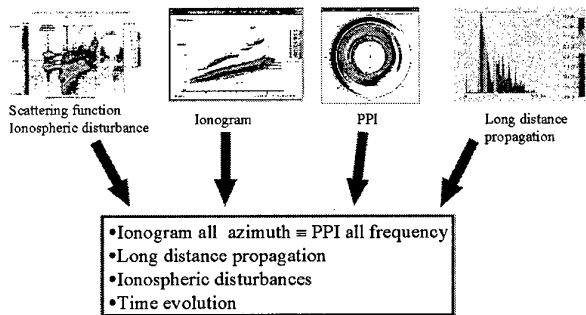 Scattering function
Ionospheric disturbance
Ionogram
PPI
Long distance
propagation
•Ionogram all azimuth ≡ PPI all frequency
•Long distance propagation
•Ionospheric disturbances
•Time evolution